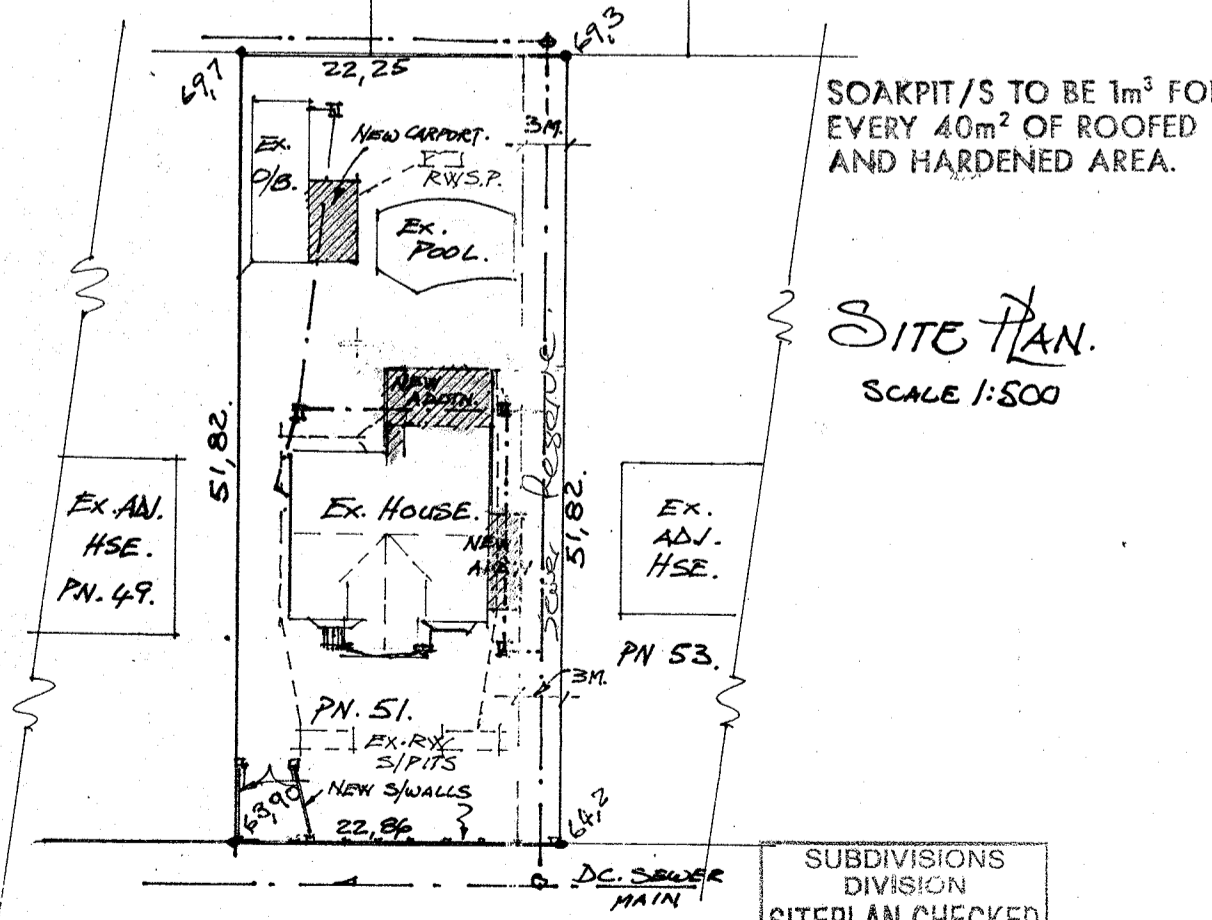 69,7
22,25
69,3
SOAKPIT/S TO BE 1m³ FO
EVERY 40m² OF ROOFED
AND HARDENED AREA.
3M.
EX.
O/B.
NEW CARPORT.
RWS.P.
EX.
POOL.
SITE PLAN.
SCALE 1:500
NEW
ADDTN.
Sewer Reserve.
51,82.
51,82.
EX. ADJ.
HSE.
PN. 49.
EX. HOUSE.
NEW
EX.
ADJ.
HSE.
PN 53.
3M.
PN. 51.
EX. RW
S/PITS
NEW S/WALLS
63,90
22,86
64,2
DC. SEWER
MAIN
SUBDIVISIONS
DIVISION
SITEPLAN CHECKED